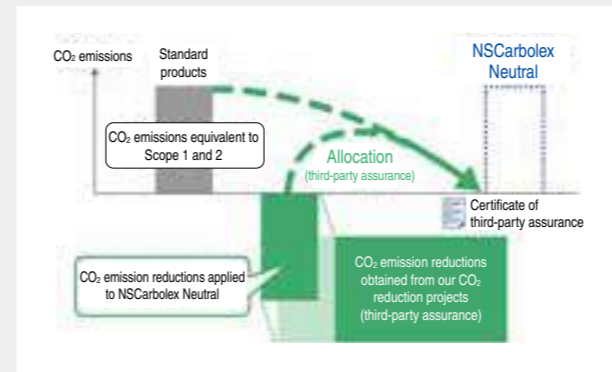 CO₂ emissions
Standard
products
NSCarbolex
Neutral
CO₂ emissions equivalent to
Scope 1 and 2
Allocation
(third-party assurance)
Certificate of
third-party assurance
CO₂ emission reductions applied
to NSCarbolex Neutral
CO₂ emission reductions
obtained from our CO₂
reduction projects
(third-party assurance)